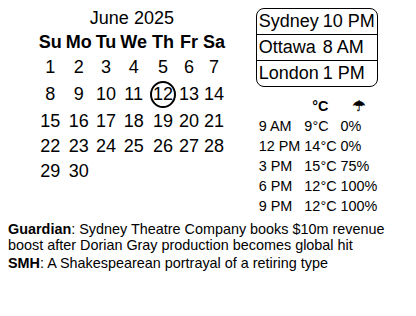 June 2025
Su Mo Tu We Th Fr Sa
1 2 3 4 5 6 7
8 9 10 11 12 13 14
15 16 17 18 19 20 21
22 23 24 25 26 27 28
29 30
Sydney 10 PM
Ottawa 8 AM
London 1 PM
°C ☂
9 AM 9°C 0%
12 PM 14°C 0%
3 PM 15°C 75%
6 PM 12°C 100%
9 PM 12°C 100%
Guardian: Sydney Theatre Company books $10m revenue
boost after Dorian Gray production becomes global hit
SMH: A Shakespearean portrayal of a retiring type